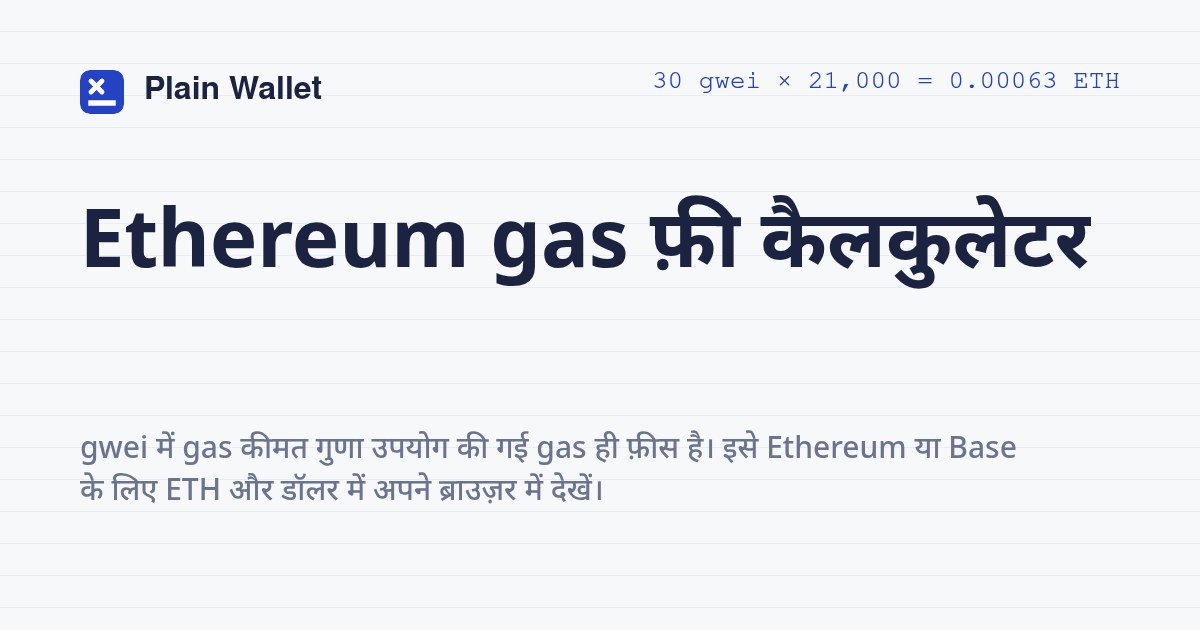 Plain Wallet
30 gwei × 21,000 = 0.00063 ETH
Ethereum gas फ़ी कैलकुलेटर
gwei में gas कीमत गुणा उपयोग की गई gas ही फ़ीस है। इसे Ethereum या Base
के लिए ETH और डॉलर में अपने ब्राउज़र में देखें।